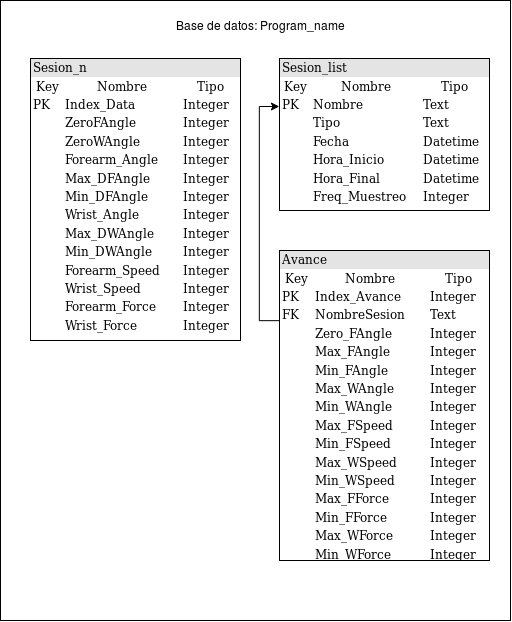 Base de datos: Program_name
Sesion_n
Key Nombre Tipo
PK Index_Data Integer
ZeroFAngle Integer
ZeroWAngle Integer
Forearm_Angle Integer
Max_DFAngle Integer
Min_DFAngle Integer
Wrist_Angle Integer
Max_DWAngle Integer
Min_DWAngle Integer
Forearm_Speed Integer
Wrist_Speed Integer
Forearm_Force Integer
Wrist_Force Integer
Sesion_list
Key Nombre Tipo
PK Nombre Text
Tipo Text
Fecha Datetime
Hora_Inicio Datetime
Hora_Final Datetime
Freq_Muestreo Integer
Avance
Key Nombre Tipo
PK Index_Avance Integer
FK NombreSesion Text
Zero_FAngle Integer
Max_FAngle Integer
Min_FAngle Integer
Max_WAngle Integer
Min_WAngle Integer
Max_FSpeed Integer
Min_FSpeed Integer
Max_WSpeed Integer
Min_WSpeed Integer
Max_FForce Integer
Min_FForce Integer
Max_WForce Integer
Min_WForce Integer